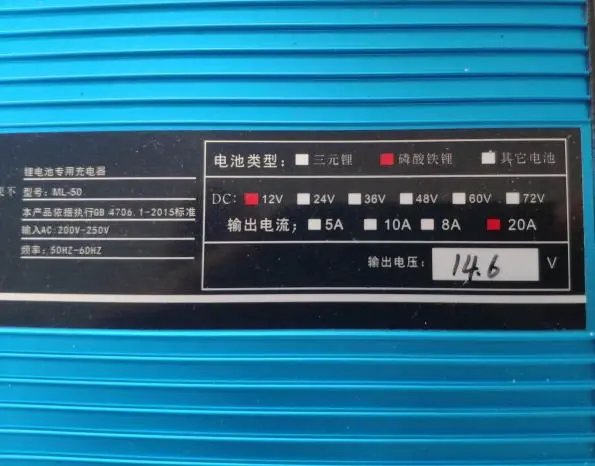 锂电池专用充电器
型号: ML-50
本产品依据执行GB 4706.1-2015标准
输入AC:200V-250V
频率: 50HZ-60HZ
电池类型: 三元锂 磷酸铁锂 其它电池
DC: 12V 24V 36V 48V 60V 72V
输出电流; 5A 10A 8A 20A
输出电压: 14.6 V